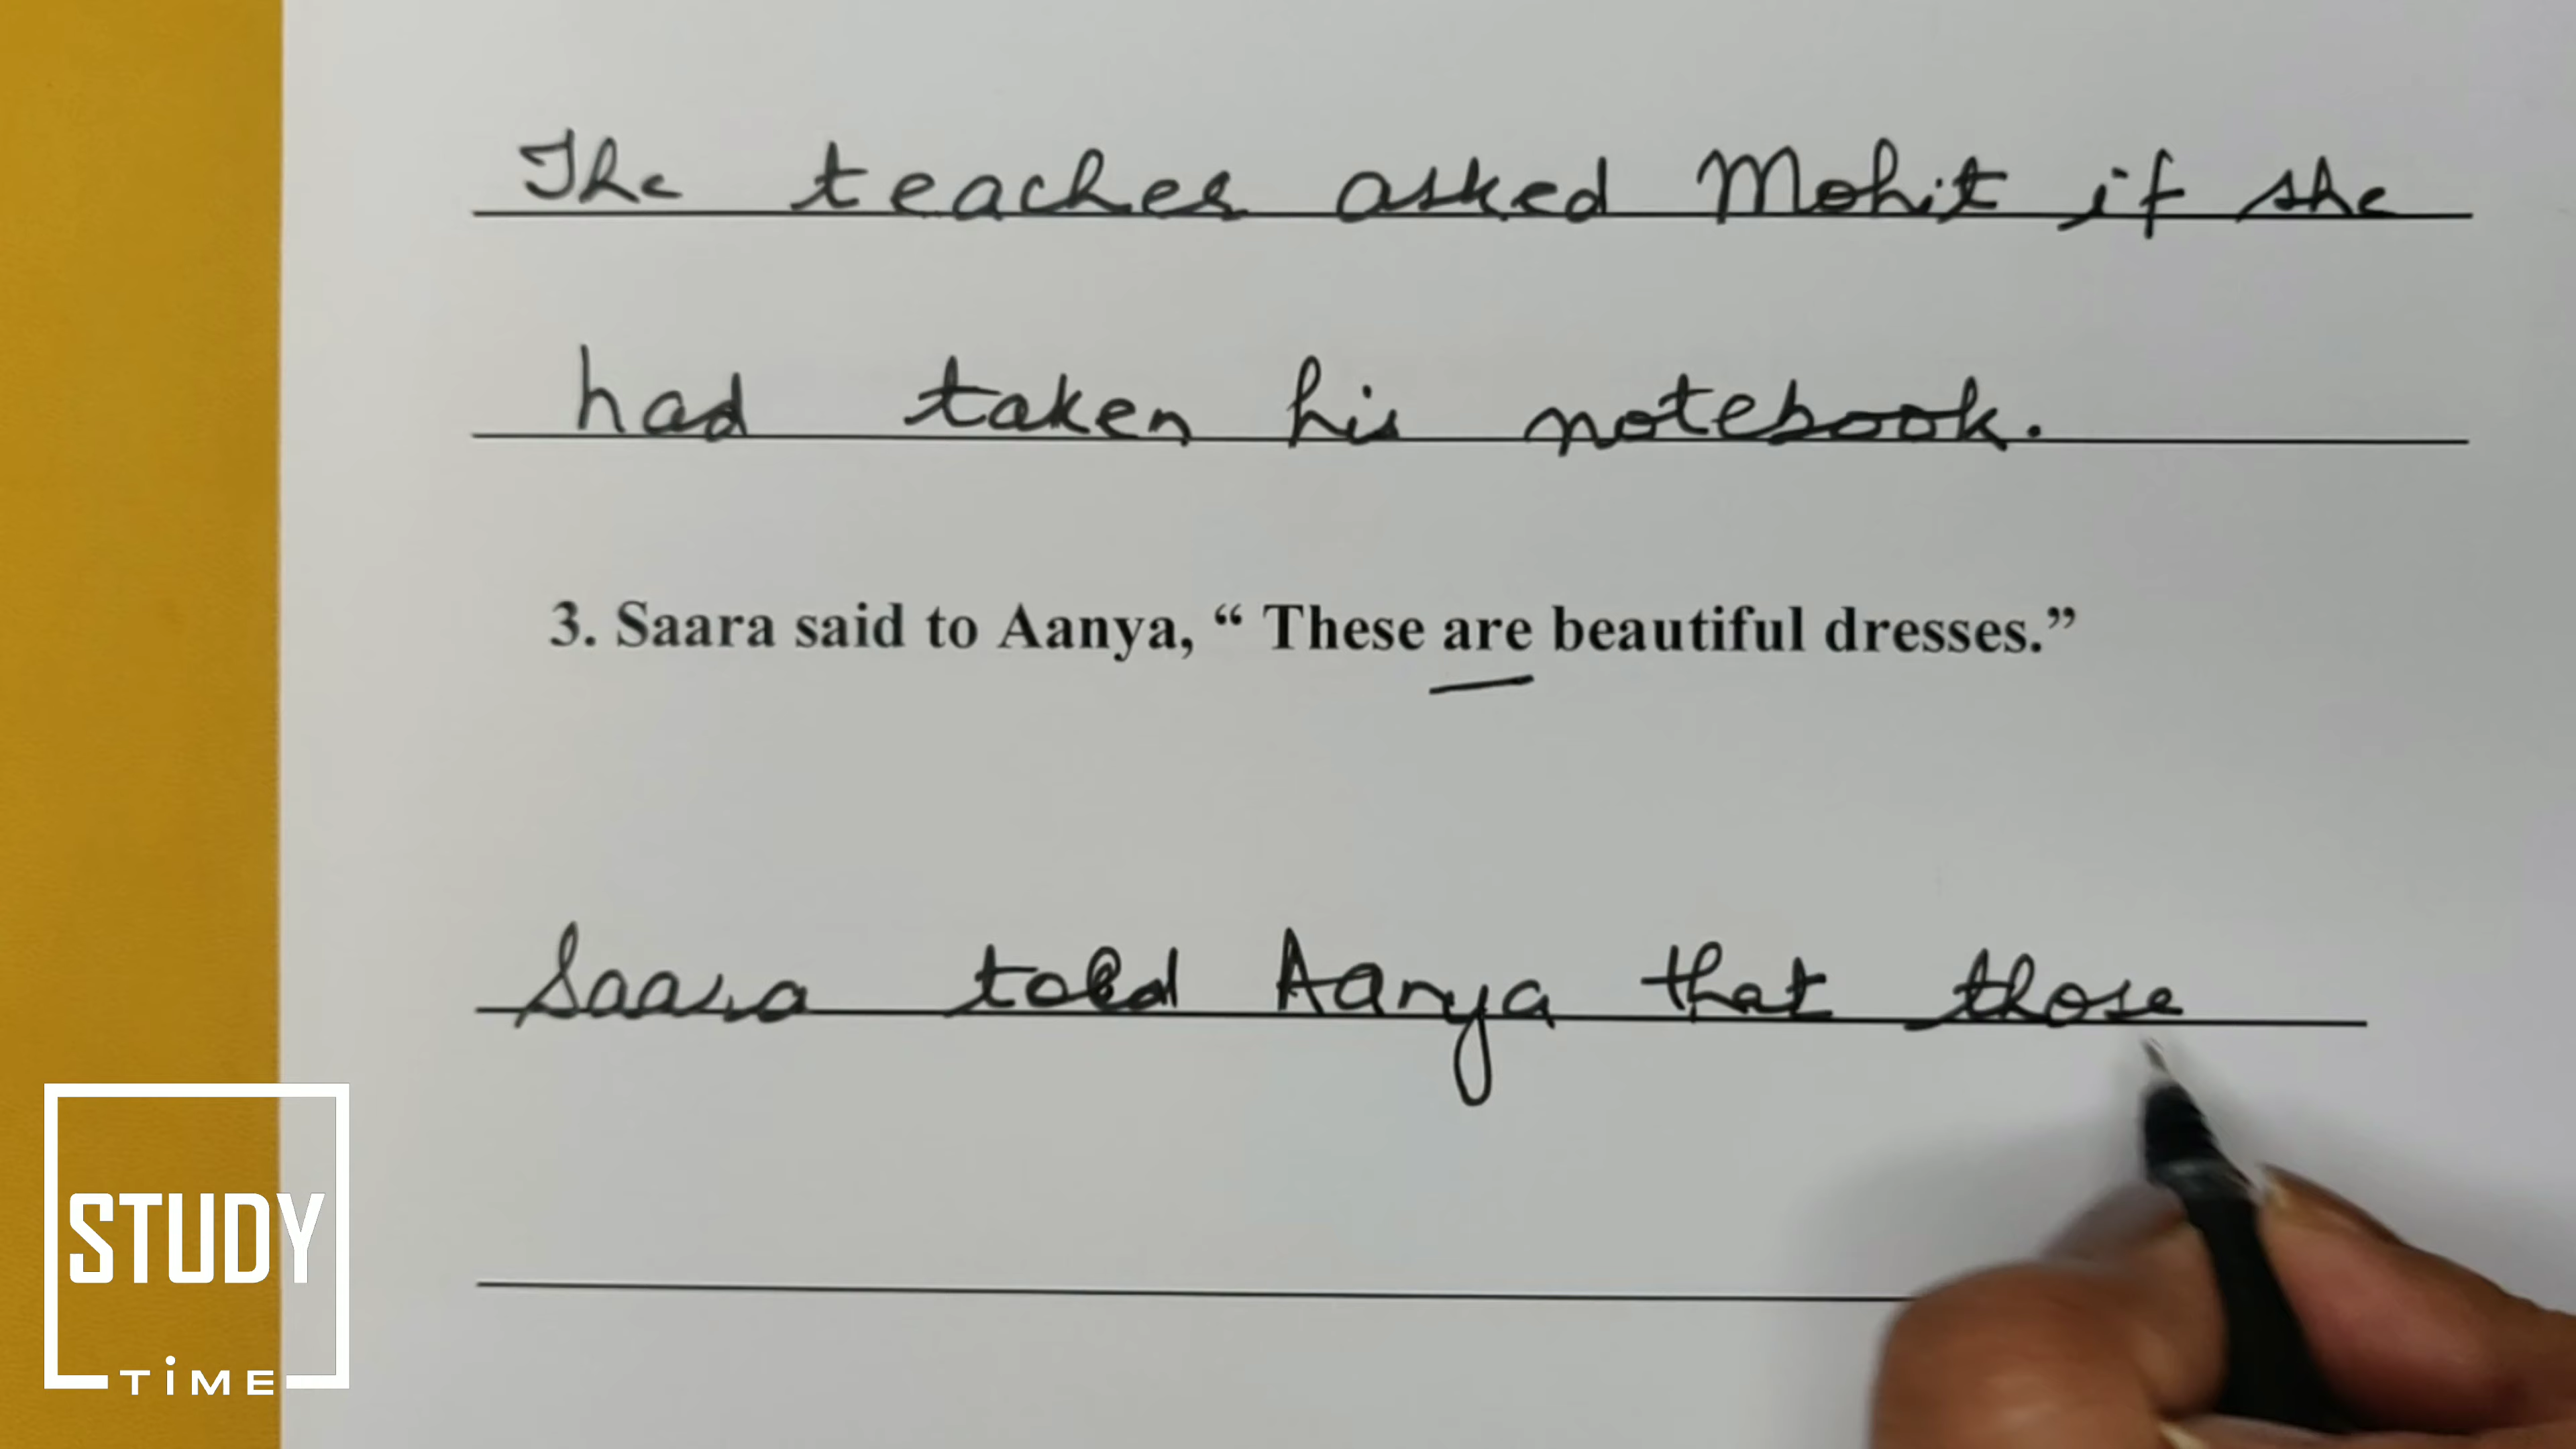 The teacher asked Mohit if she
had taken his notebook.
3. Saara said to Aanya, “ These are beautiful dresses.”
Saara told Aanya that those
STUDY
TiME